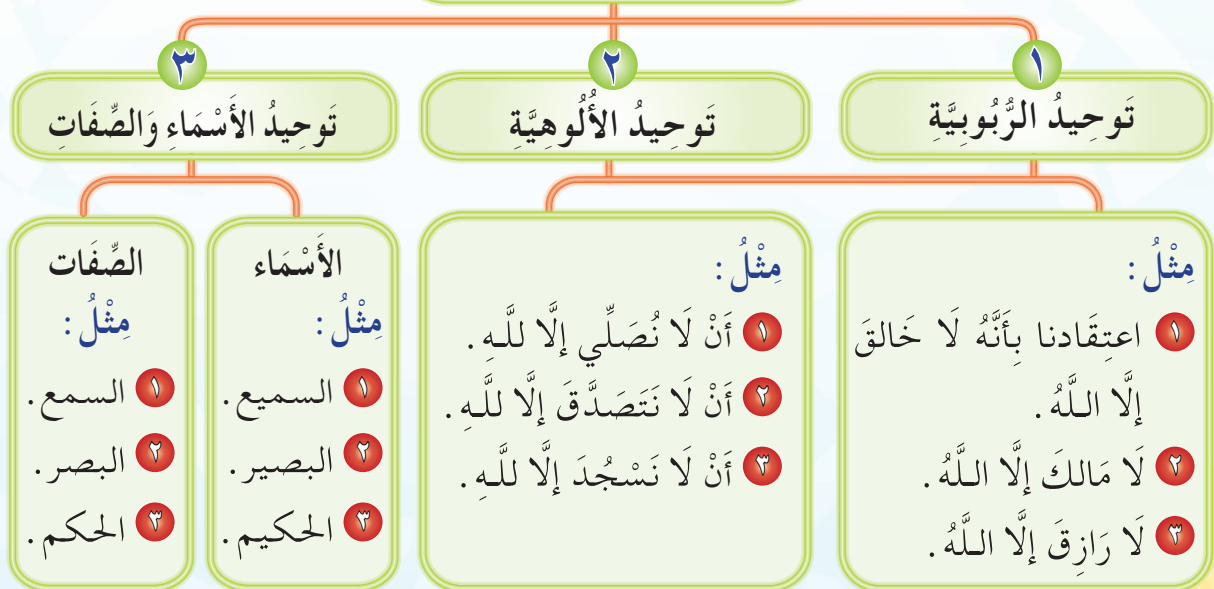 ١
تَوحِيدُ الرُّبُوبِيَّةِ
مِثْلُ:
١ اعتِقَادنا بِأَنَّهُ لَا خَالقَ
إِلَّا اللَّهُ.
٢ لَا مَالكَ إِلَّا اللَّهُ.
٣ لَا رَازِقَ إِلَّا اللَّهُ.
٢
تَوحِيدُ الأُلُوهِيَّةِ
مِثْلُ:
١ أَنْ لَا نُصَلِّي إِلَّا للَّهِ.
٢ أَنْ لَا نَتَصَدَّقَ إِلَّا للَّهِ.
٣ أَنْ لَا نَسْجُدَ إِلَّا للَّهِ.
٣
تَوحِيدُ الأَسْمَاءِ وَالصِّفَاتِ
الأَسْمَاء
مِثْلُ:
١ السميع.
٢ البصير.
٣ الحكيم.
الصِّفَات
مِثْلُ:
١ السمع.
٢ البصر.
٣ الحكم.